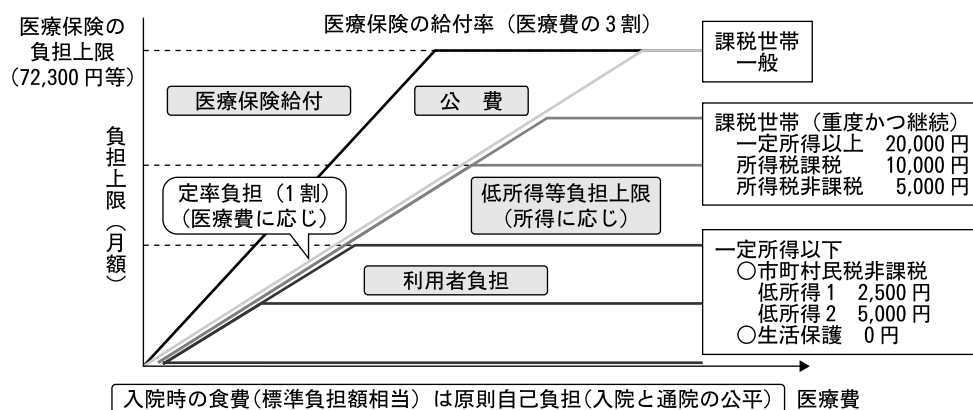 医療保険の給付率（医療費の３割）
医療保険の
負担上限
（72,300円等）
課税世帯
一般
医療保険給付
公　費
負担上限（月額）
課税世帯（重度かつ継続）
一定所得以上　20,000円
所得税課税　10,000円
所得税非課税　5,000円
定率負担（１割）
（医療費に応じ）
低所得等負担上限
（所得に応じ）
利用者負担
一定所得以下
○市町村民税非課税
低所得１　2,500円
低所得２　5,000円
○生活保護　０円
入院時の食費（標準負担額相当）は原則自己負担（入院と通院の公平）
医療費